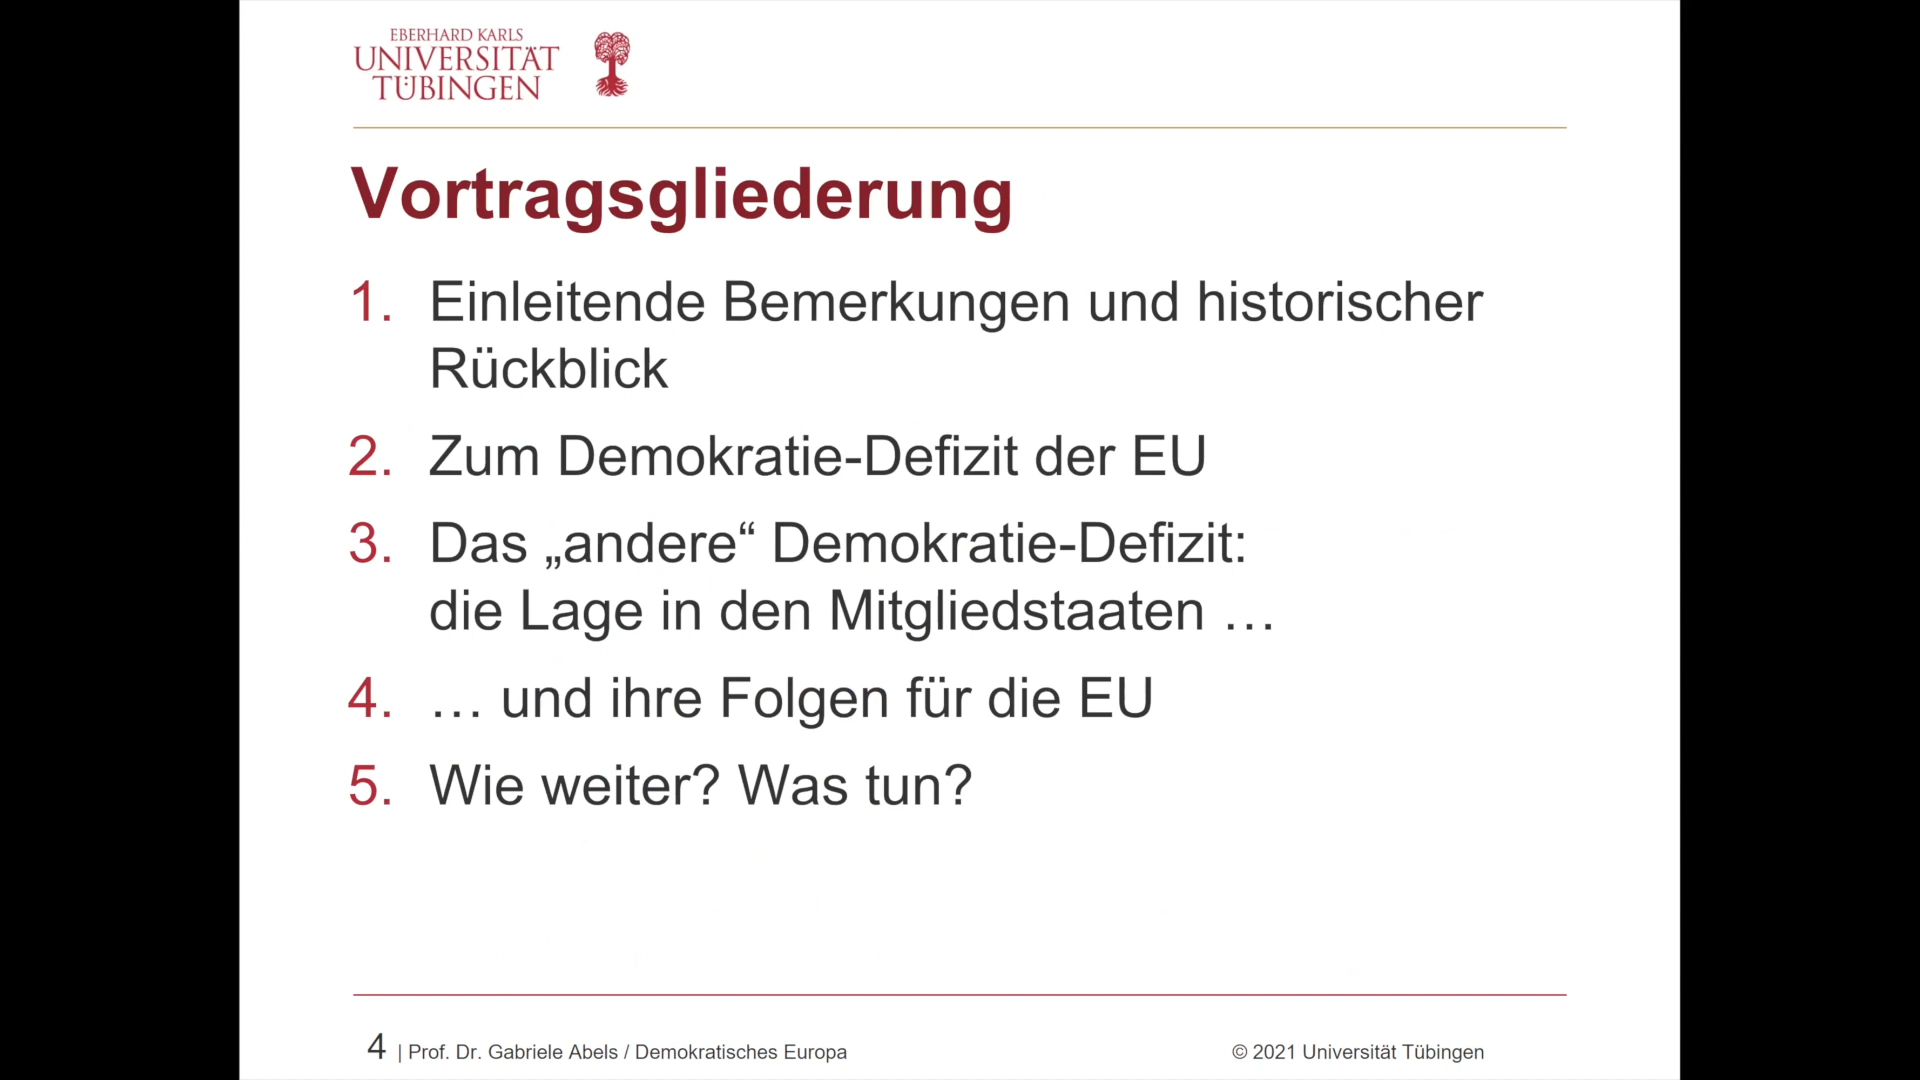 EBERHARD KARLS
UNIVERSITÄT
TÜBINGEN
Vortragsgliederung
1. Einleitende Bemerkungen und historischer
Rückblick
2. Zum Demokratie-Defizit der EU
3. Das „andere“ Demokratie-Defizit:
die Lage in den Mitgliedstaaten …
4. … und ihre Folgen für die EU
5. Wie weiter? Was tun?
4 | Prof. Dr. Gabriele Abels / Demokratisches Europa
© 2021 Universität Tübingen